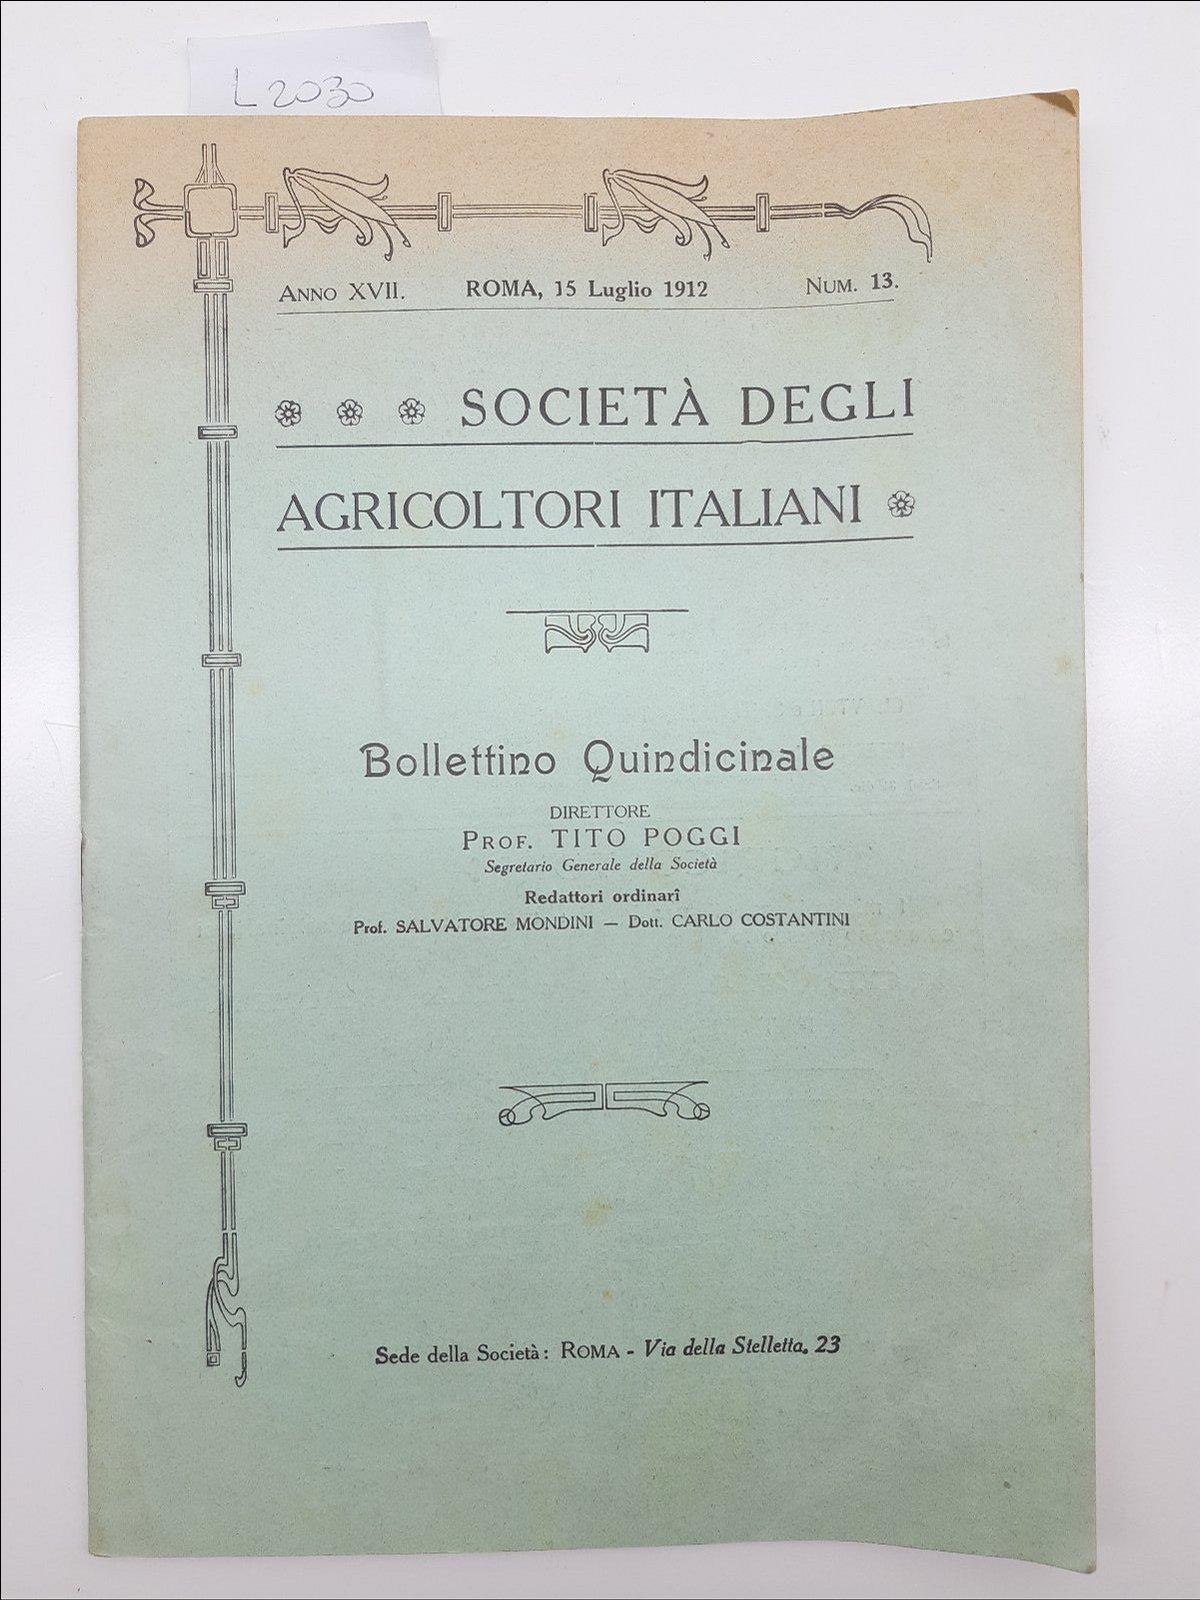 L2030
ANNO XVII. ROMA, 15 Luglio 1912 NUM. 13.
SOCIETÀ DEGLI
AGRICOLTORI ITALIANI
Bollettino Quindicinale
DIRETTORE
PROF. TITO POGGI
Segretario Generale della Società
Redattori ordinarî
Prof. SALVATORE MONDINI — Dott. CARLO COSTANTINI
Sede della Società: ROMA - Via della Stelletta, 23